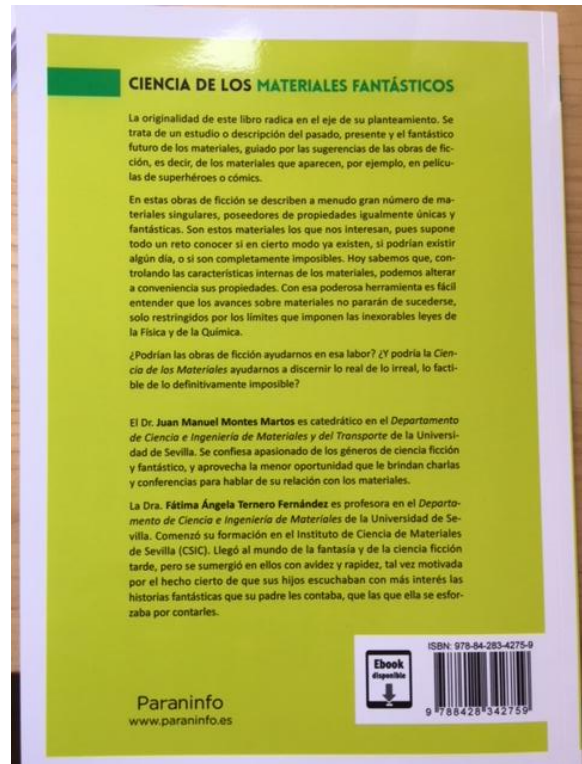 CIENCIA DE LOS MATERIALES FANTÁSTICOS
La originalidad de este libro radica en el eje de su planteamiento. Se
trata de un estudio o descripción del pasado, presente y el fantástico
futuro de los materiales, guiado por las sugerencias de las obras de fic-
ción, es decir, de los materiales que aparecen, por ejemplo, en pelícu-
las de superhéroes o cómics.
En estas obras de ficción se describen a menudo gran número de ma-
teriales singulares, poseedores de propiedades igualmente únicas y
fantásticas. Son estos materiales los que nos interesan, pues supone
todo un reto conocer si en cierto modo ya existen, si podrían existir
algún día, o si son completamente imposibles. Hoy sabemos que, con-
trolando las características internas de los materiales, podemos alterar
a conveniencia sus propiedades. Con esa poderosa herramienta es fácil
entender que los avances sobre materiales no pararán de sucederse,
solo restringidos por los límites que imponen las inexorables leyes de
la Física y de la Química.
¿Podrían las obras de ficción ayudarnos en esa labor? ¿Y podría la Cien-
cia de los Materiales ayudarnos a discernir lo real de lo irreal, lo facti-
ble de lo definitivamente imposible?
El Dr. Juan Manuel Montes Martos es catedrático en el Departamento
de Ciencia e Ingeniería de Materiales y del Transporte de la Universi-
dad de Sevilla. Se confiesa apasionado de los géneros de ciencia ficción
y fantástico, y aprovecha la menor oportunidad que le brindan charlas
y conferencias para hablar de su relación con los materiales.
La Dra. Fátima Ángela Ternero Fernández es profesora en el Departa-
mento de Ciencia e Ingeniería de Materiales de la Universidad de Se-
villa. Comenzó su formación en el Instituto de Ciencia de Materiales
de Sevilla (CSIC). Llegó al mundo de la fantasía y de la ciencia ficción
tarde, pero se sumergió en ellos con avidez y rapidez, tal vez motivada
por el hecho cierto de que sus hijos escuchaban con más interés las
historias fantásticas que su padre les contaba, que las que ella se esfor-
zaba por contarles.
ISBN: 978-84-283-4275-9
Ebook
disponible
9 788428 342759
Paraninfo
www.paraninfo.es